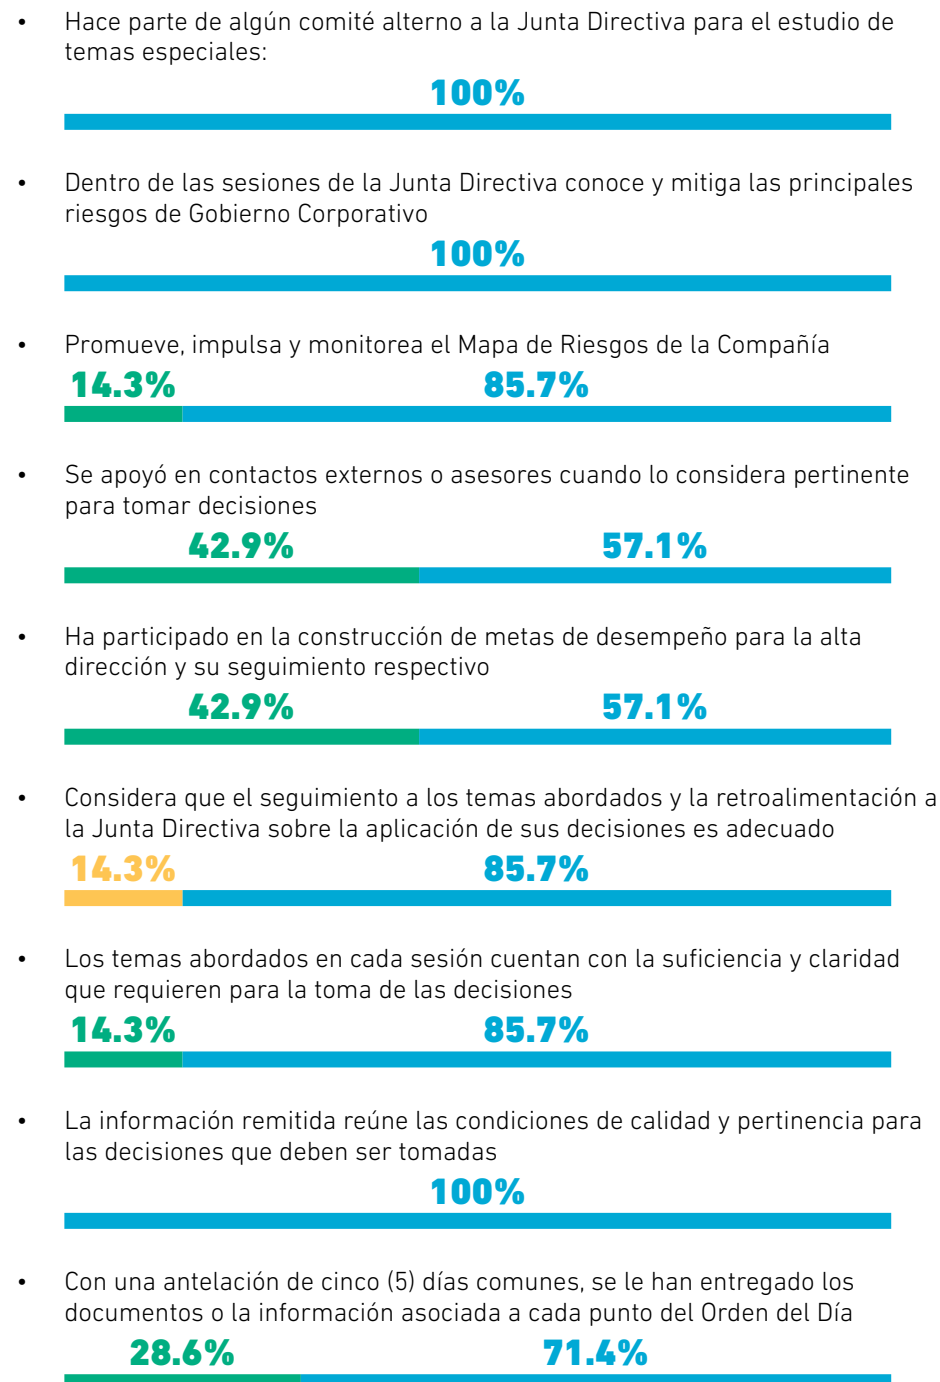 • Hace parte de algún comité alterno a la Junta Directiva para el estudio de
temas especiales:
100%
• Dentro de las sesiones de la Junta Directiva conoce y mitiga las principales
riesgos de Gobierno Corporativo
100%
• Promueve, impulsa y monitorea el Mapa de Riesgos de la Compañía
14.3% 85.7%
• Se apoyó en contactos externos o asesores cuando lo considera pertinente
para tomar decisiones
42.9% 57.1%
• Ha participado en la construcción de metas de desempeño para la alta
dirección y su seguimiento respectivo
42.9% 57.1%
• Considera que el seguimiento a los temas abordados y la retroalimentación a
la Junta Directiva sobre la aplicación de sus decisiones es adecuado
14.3% 85.7%
• Los temas abordados en cada sesión cuentan con la suficiencia y claridad
que requieren para la toma de las decisiones
14.3% 85.7%
• La información remitida reúne las condiciones de calidad y pertinencia para
las decisiones que deben ser tomadas
100%
• Con una antelación de cinco (5) días comunes, se le han entregado los
documentos o la información asociada a cada punto del Orden del Día
28.6% 71.4%